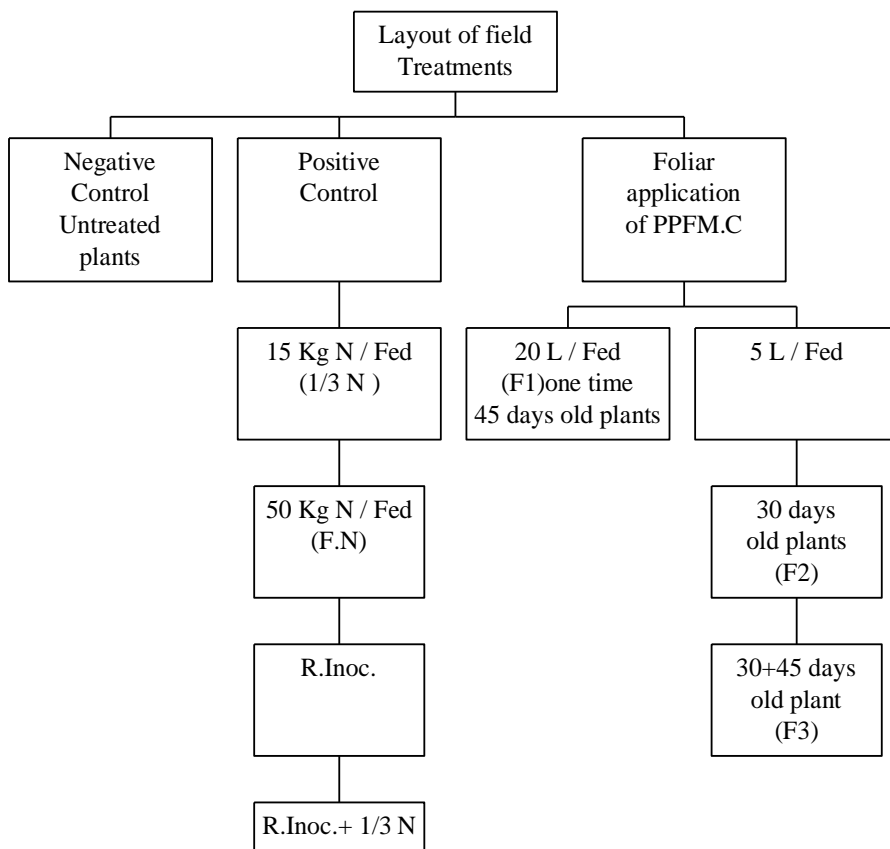 Layout of field
Treatments
Negative
Control
Untreated
plants
Positive
Control
Foliar
application
of PPFM.C
15 Kg N / Fed
(1/3 N )
20 L / Fed
(F1)one time
45 days old plants
5 L / Fed
50 Kg N / Fed
(F.N)
30 days
old plants
(F2)
R.Inoc.
30+45 days
old plant
(F3)
R.Inoc.+ 1/3 N